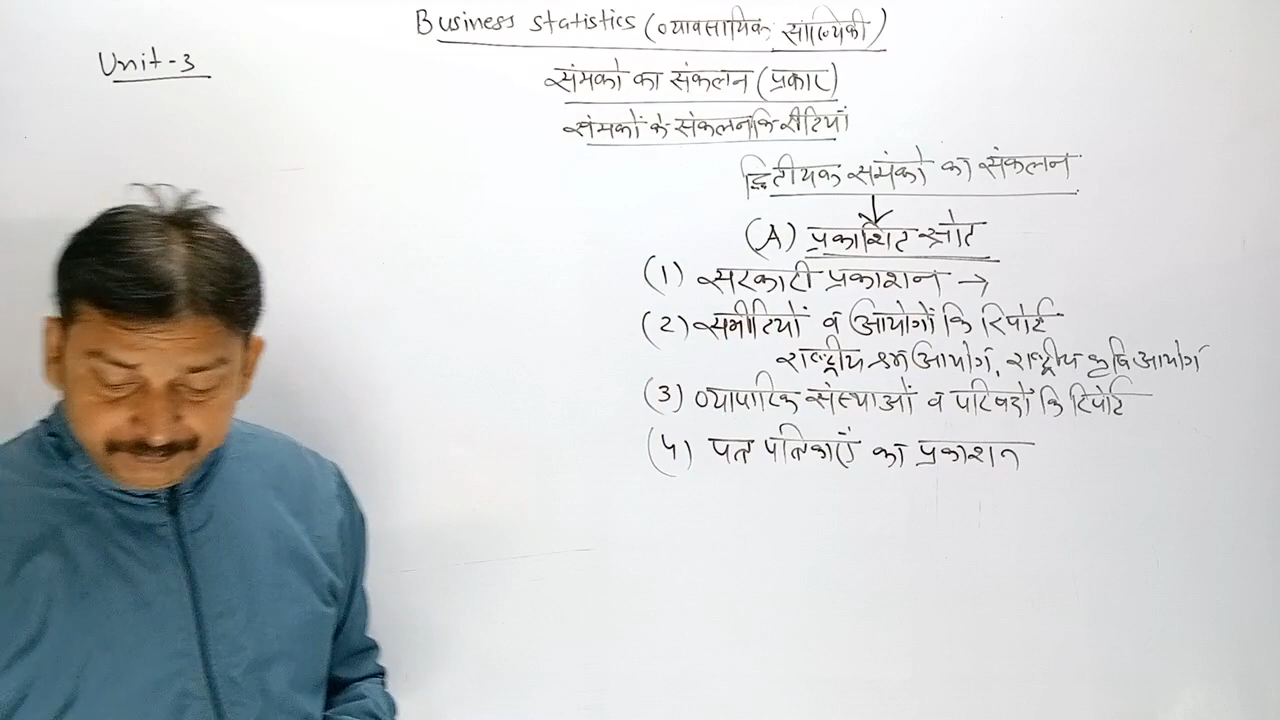 Business statistics (व्यावसायिक सांख्यिकी)
Unit-3
संमको का संकलन (प्रकार)
संमकों के संकलन कि रीतियाँ
द्वितीयक समंको का संकलन
(A) प्रकाशित स्रोत
(1) सरकारी प्रकाशन →
(2) समीतियों व आयोगों कि रिपोर्ट
राष्ट्रीय श्रम आयोग, राष्ट्रीय कृषि आयोग
(3) व्यापारिक संस्थाओं व परिषदों कि रिपोर्ट
(4) पत्र पत्रिकाएँ का प्रकाशन